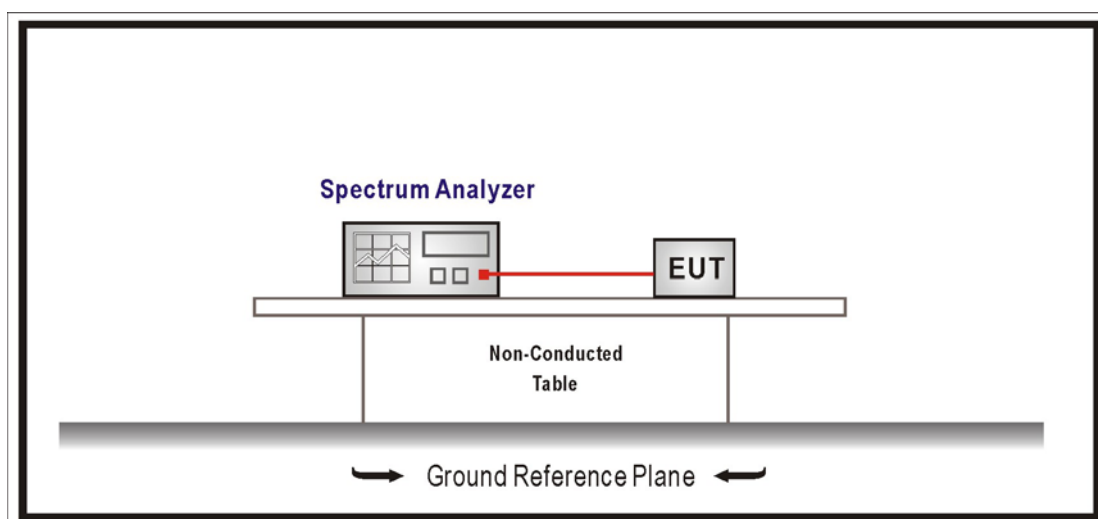 Spectrum Analyzer
EUT
Non-Conducted
Table
Ground Reference Plane